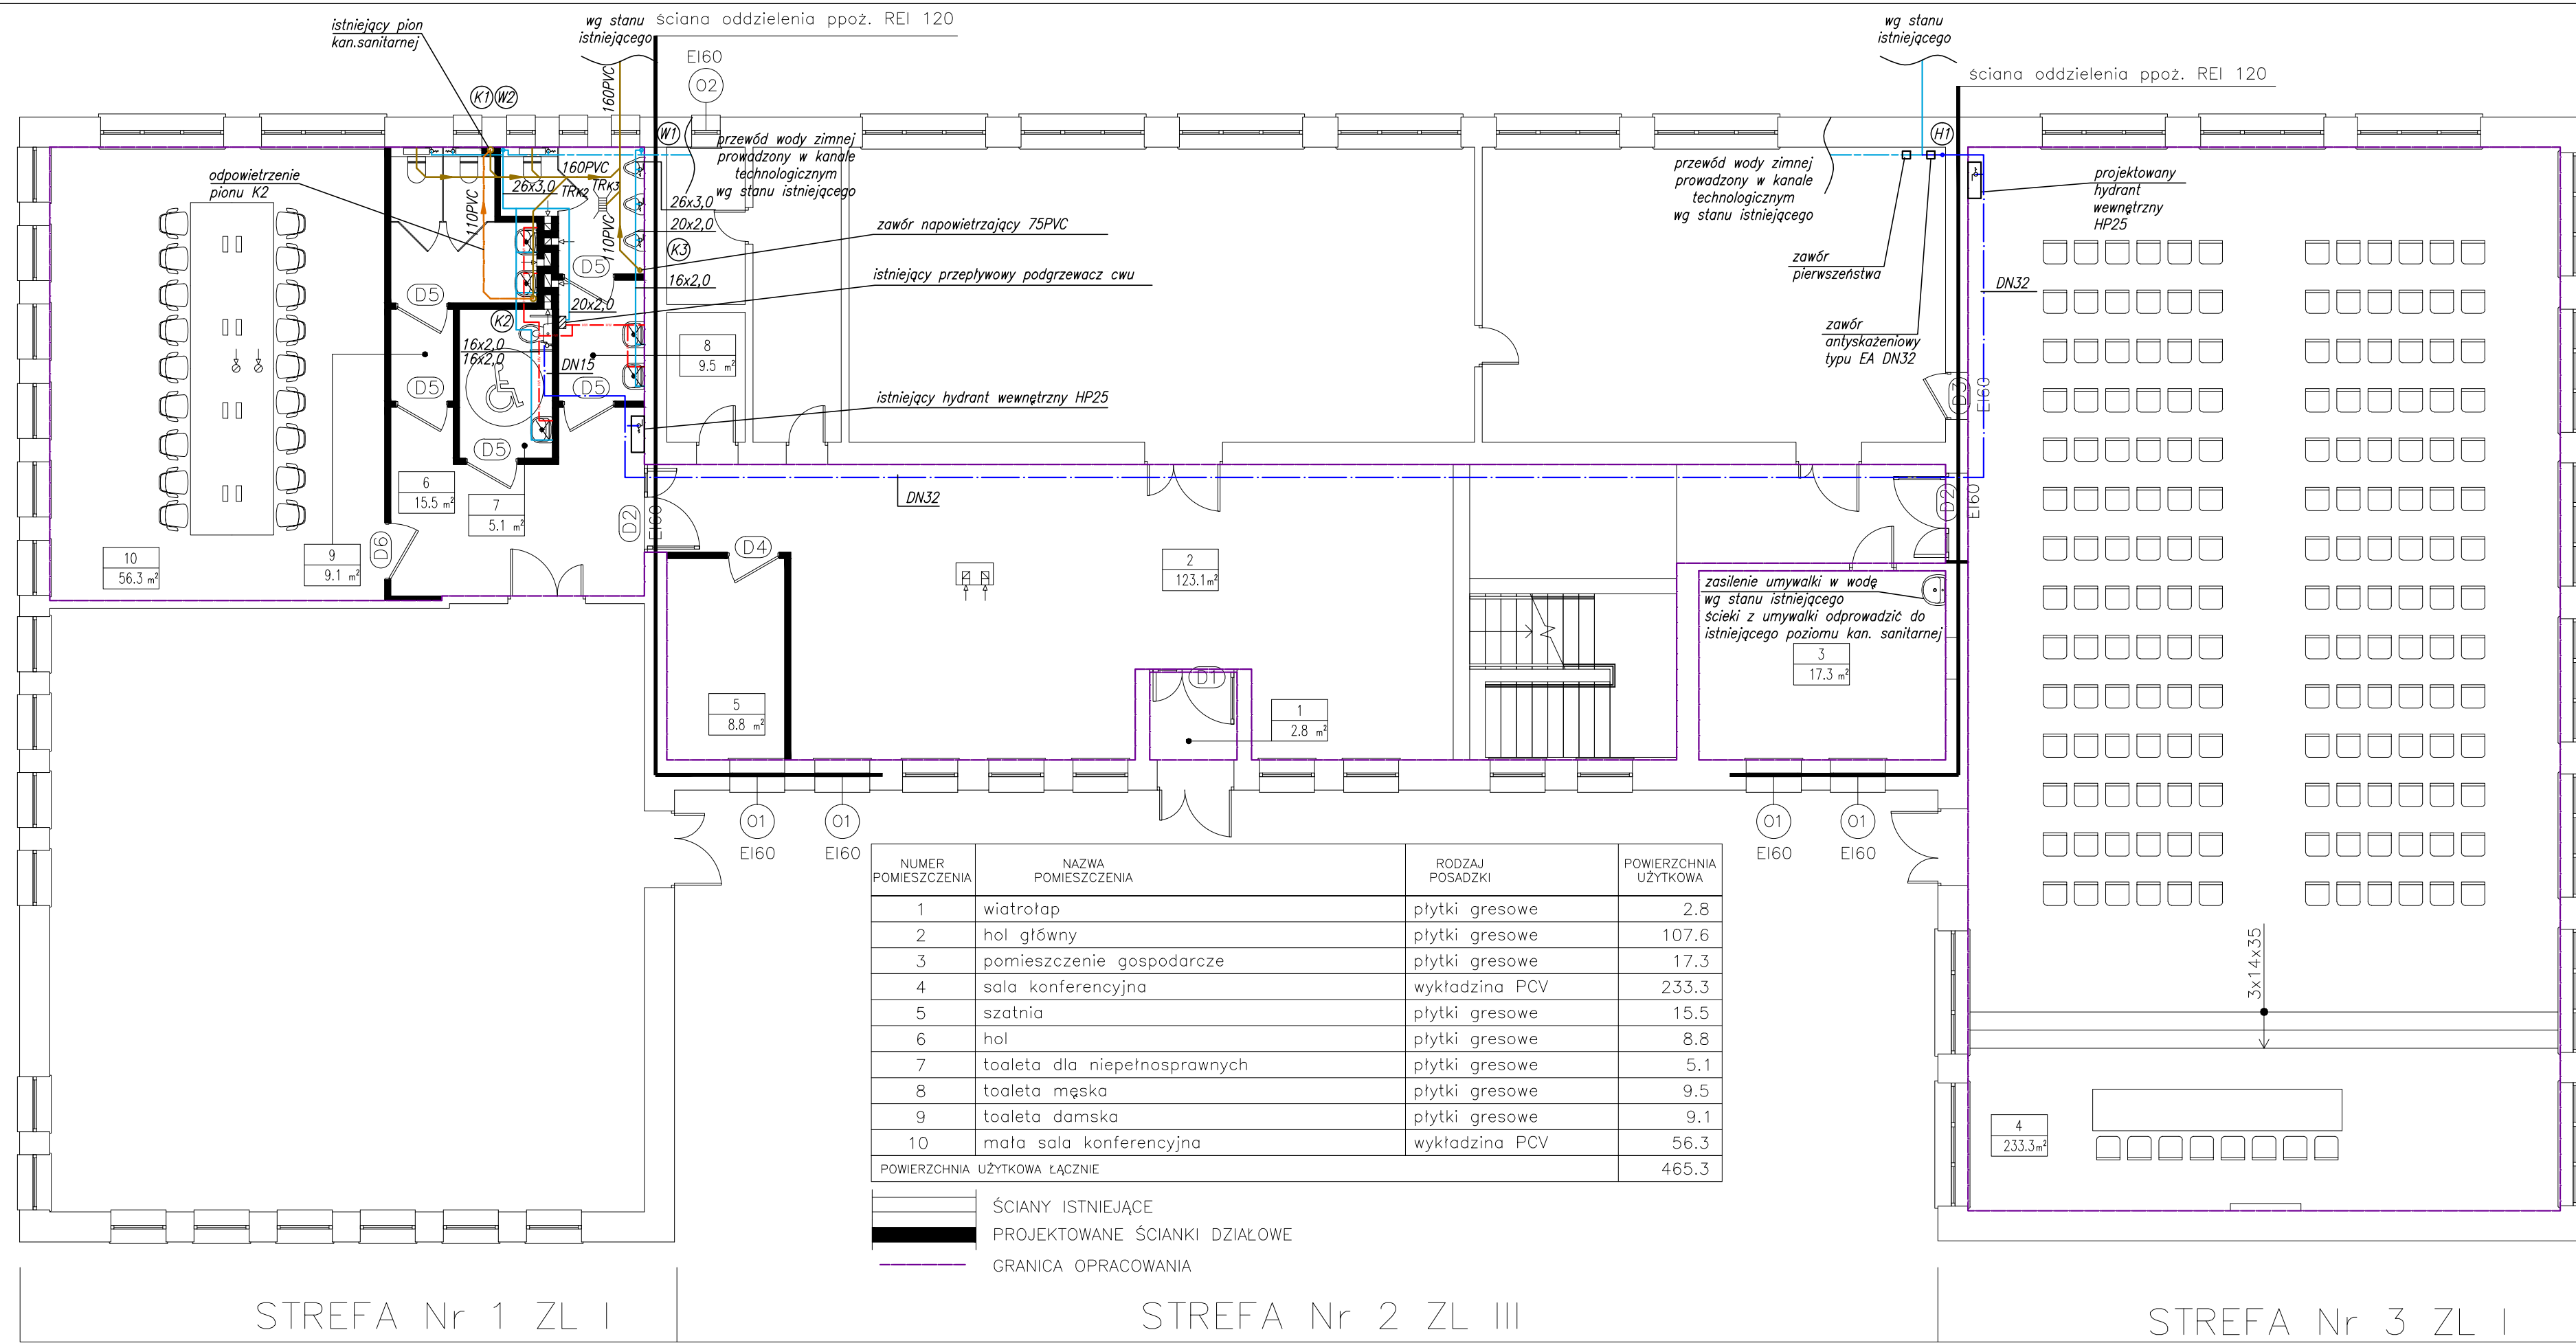 istniejący pion
kan.sanitarnej
wg stanu
istniejącego
ściana oddzielenia ppoż. REI 120
EI60
O2
wg stanu
istniejącego
ściana oddzielenia ppoż. REI 120
K1 W2
160PVC
W1
przewód wody zimnej
prowadzony w kanale
technologicznym
wg stanu istniejącego
H1
przewód wody zimnej
prowadzony w kanale
technologicznym
wg stanu istniejącego
projektowany
hydrant
wewnętrzny
HP25
odpowietrzenie
pionu K2
110PVC
160PVC
26x3,0
TRK2
TRK3
110PVC
26x3,0
20x2,0
K3
16x2,0
zawór napowietrzający 75PVC
istniejący przepływowy podgrzewacz cwu
zawór
pierwszeństwa
DN32
zawór
antyskażeniowy
typu EA DN32
D5
D5
20x2,0
K2
16x2,0
16x2,0
DN15
8
9.5 m²
D5
D5
istniejący hydrant wewnętrzny HP25
D3
EI60
D5
6
15.5 m²
7
5.1 m²
D2
EI60
DN32
D2
EI60
10
56.3 m²
9
9.1 m²
D6
D4
2
123.1m²
zasilenie umywalki w wodę
wg stanu istniejącego
ścieki z umywalki odprowadzić do
istniejącego poziomu kan. sanitarnej
3
17.3 m²
5
8.8 m²
D1
1
2.8 m²
O1
EI60
O1
EI60
O1
EI60
O1
EI60
NUMER POMIESZCZENIA NAZWA POMIESZCZENIA RODZAJ POSADZKI POWIERZCHNIA UŻYTKOWA
1 wiatrołap płytki gresowe 2.8
2 hol główny płytki gresowe 107.6
3 pomieszczenie gospodarcze płytki gresowe 17.3
4 sala konferencyjna wykładzina PCV 233.3
5 szatnia płytki gresowe 15.5
6 hol płytki gresowe 8.8
7 toaleta dla niepełnosprawnych płytki gresowe 5.1
8 toaleta męska płytki gresowe 9.5
9 toaleta damska płytki gresowe 9.1
10 mała sala konferencyjna wykładzina PCV 56.3
POWIERZCHNIA UŻYTKOWA ŁĄCZNIE 465.3
3x14x35
4
233.3m²
ŚCIANY ISTNIEJĄCE
PROJEKTOWANE ŚCIANKI DZIAŁOWE
GRANICA OPRACOWANIA
STREFA Nr 1 ZL I
STREFA Nr 2 ZL III
STREFA Nr 3 ZL I